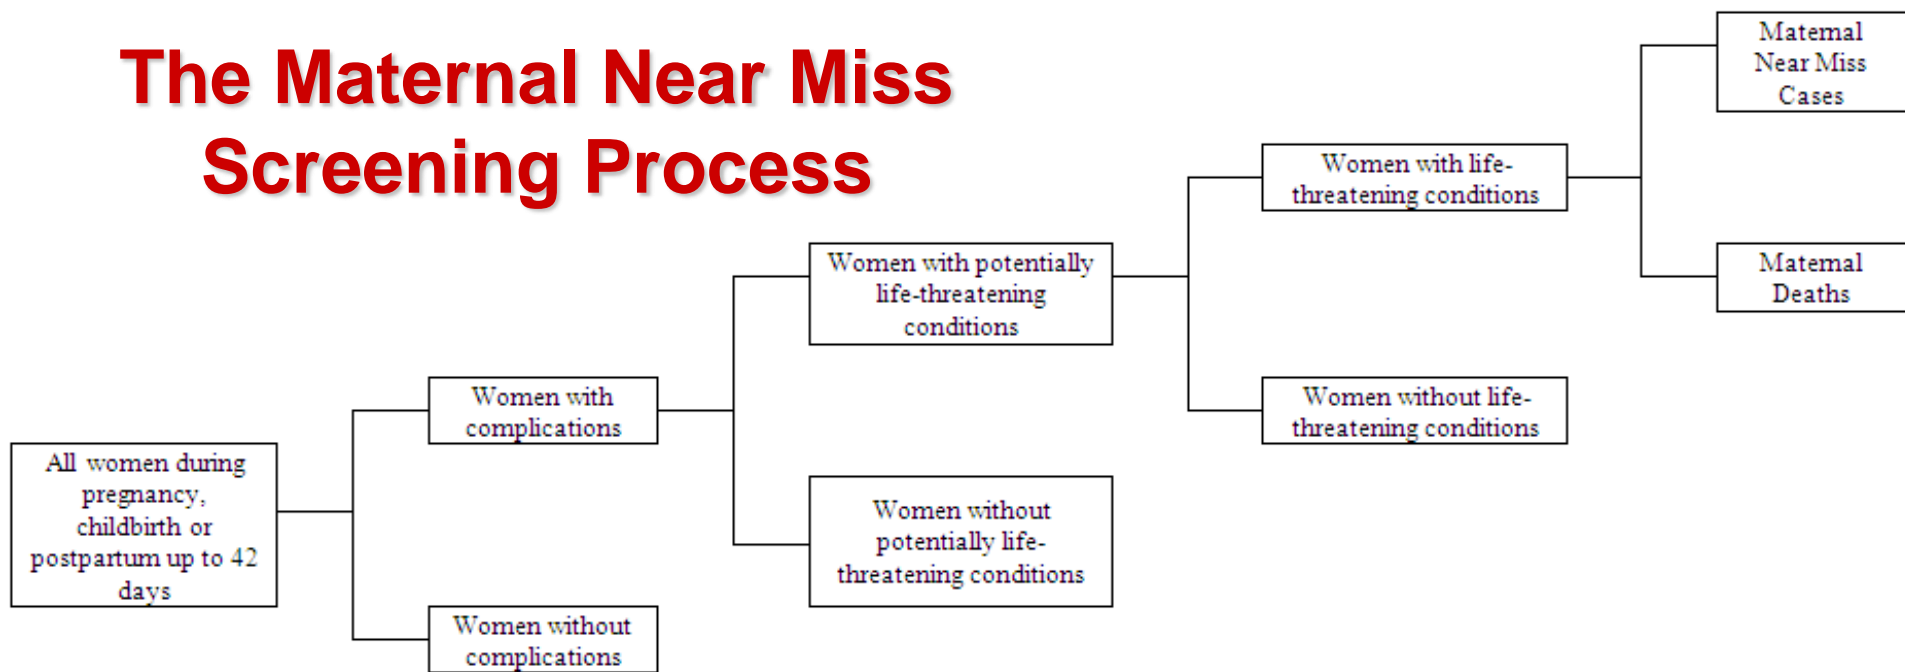 The Maternal Near Miss
Screening Process
All women during
pregnancy,
childbirth or
postpartum up to 42
days
Women with
complications
Women without
complications
Women with potentially
life-threatening
conditions
Women without
potentially life-
threatening conditions
Women with life-
threatening conditions
Women without life-
threatening conditions
Maternal
Near Miss
Cases
Maternal
Deaths